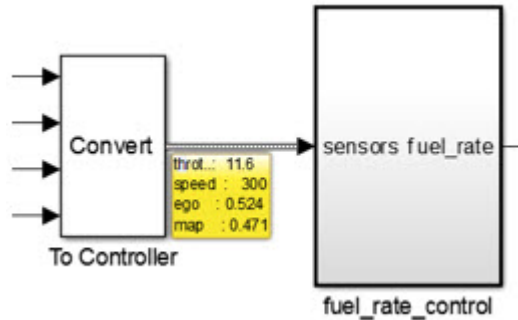 Convert
throt..: 11.6
speed : 300
ego : 0.524
map : 0.471
To Controller
sensors fuel_rate
fuel_rate_control